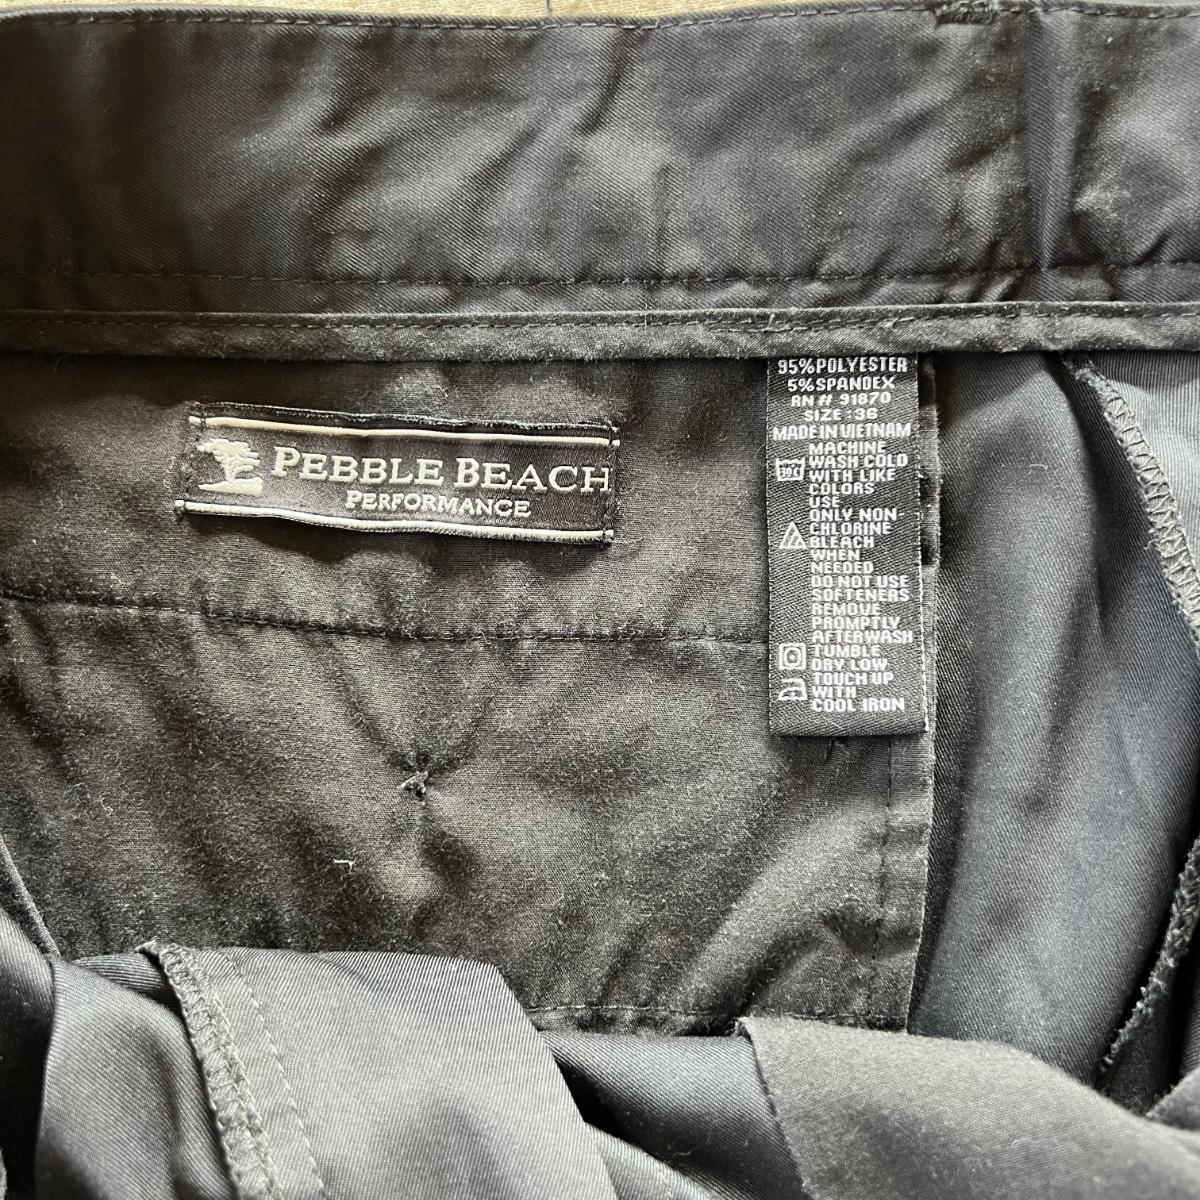 PEBBLE BEACH
PERFORMANCE
95%POLYESTER
5%SPANDEX
RN # 91870
SIZE:36
MADE IN VIETNAM
MACHINE
WASH COLD
WITH LIKE
COLORS
USE
ONLY NON-
CHLORINE
BLEACH
WHEN
NEEDED
DO NOT USE
SOFTENERS
REMOVE
PROMPTLY
AFTERWASH
TUMBLE
DRY LOW
TOUCH UP
WITH
COOL IRON